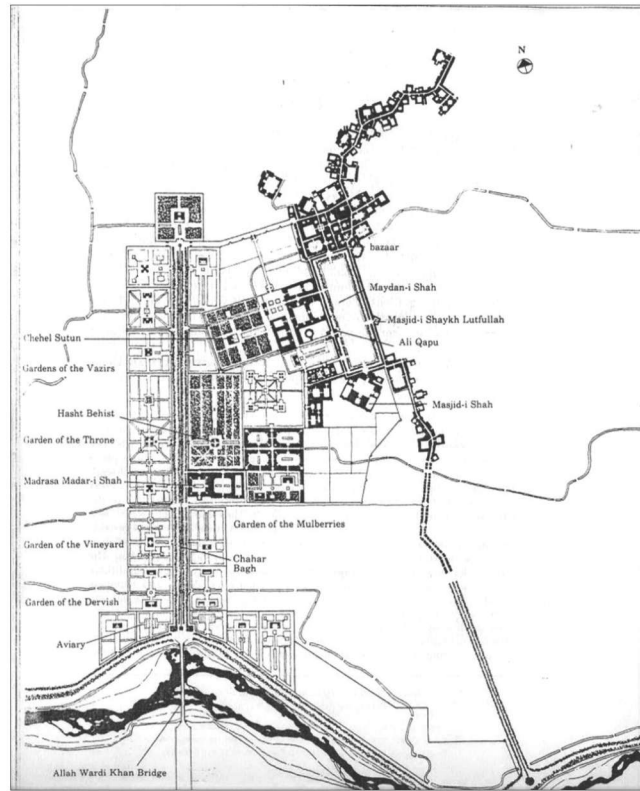 N
bazaar
Maydan-i Shah
Masjid-i Shaykh Lutfullah
Chehel Sutun
Ali Qapu
Gardens of the Vazirs
Masjid-i Shah
Hasht Behist
Garden of the Throne
Madrasa Madar-i Shah
Garden of the Mulberries
Garden of the Vineyard
Chahar
Bagh
Garden of the Dervish
Aviary
Allah Wardi Khan Bridge